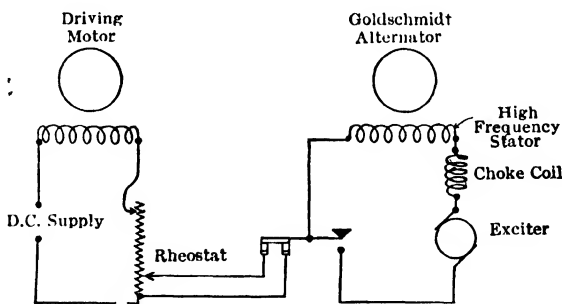 Driving
Motor
Goldschmidt
Alternator
High
Frequency
Stator
Choke Coil
D.C. Supply
Rheostat
Exciter